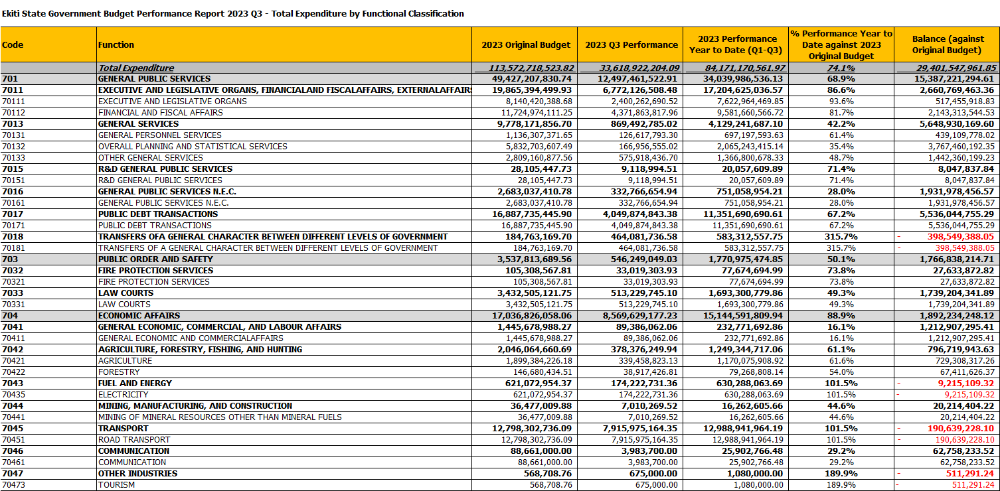 Ekiti State Government Budget Performance Report 2023 Q3 - Total Expenditure by Functional Classification
Code Function 2023 Original Budget 2023 Q3 Performance 2023 Performance Year to Date (Q1-Q3) % Performance Year to Date against 2023 Original Budget Balance (against Original Budget)
Total Expenditure 113,572,718,523.82 33,618,922,204.09 84,171,170,561.97 74.1% 29,401,547,961.85
701 GENERAL PUBLIC SERVICES 49,427,207,830.74 12,497,461,522.91 34,039,986,536.13 68.9% 15,387,221,294.61
7011 EXECUTIVE AND LEGISLATIVE ORGANS, FINANCIALAND FISCALAFFAIRS, EXTERNALAFFAIRS 19,865,394,499.93 6,772,126,508.48 17,204,625,036.57 86.6% 2,660,769,463.36
70111 EXECUTIVE AND LEGISLATIVE ORGANS 8,140,420,388.68 2,400,262,690.52 7,622,964,469.85 93.6% 517,455,918.83
70112 FINANCIAL AND FISCAL AFFAIRS 11,724,974,111.25 4,371,863,817.96 9,581,660,566.72 81.7% 2,143,313,544.53
7013 GENERAL SERVICES 9,778,171,856.70 869,492,785.02 4,129,241,687.10 42.2% 5,648,930,169.60
70131 GENERAL PERSONNEL SERVICES 1,136,307,371.65 126,617,793.30 697,197,593.63 61.4% 439,109,778.02
70132 OVERALL PLANNING AND STATISTICAL SERVICES 5,832,703,607.49 166,956,555.02 2,065,243,415.14 35.4% 3,767,460,192.35
70133 OTHER GENERAL SERVICES 2,809,160,877.56 575,918,436.70 1,366,800,678.33 48.7% 1,442,360,199.23
7015 R&D GENERAL PUBLIC SERVICES 28,105,447.73 9,118,994.51 20,057,609.89 71.4% 8,047,837.84
70151 R&D GENERAL PUBLIC SERVICES 28,105,447.73 9,118,994.51 20,057,609.89 71.4% 8,047,837.84
7016 GENERAL PUBLIC SERVICES N.E.C. 2,683,037,410.78 332,766,654.94 751,058,954.21 28.0% 1,931,978,456.57
70161 GENERAL PUBLIC SERVICES N.E.C. 2,683,037,410.78 332,766,654.94 751,058,954.21 28.0% 1,931,978,456.57
7017 PUBLIC DEBT TRANSACTIONS 16,887,735,445.90 4,049,874,843.38 11,351,690,690.61 67.2% 5,536,044,755.29
70171 PUBLIC DEBT TRANSACTIONS 16,887,735,445.90 4,049,874,843.38 11,351,690,690.61 67.2% 5,536,044,755.29
7018 TRANSFERS OFA GENERAL CHARACTER BETWEEN DIFFERENT LEVELS OF GOVERNMENT 184,763,169.70 464,081,736.58 583,312,557.75 315.7% - 398,549,388.05
70181 TRANSFERS OF A GENERAL CHARACTER BETWEEN DIFFERENT LEVELS OF GOVERNMENT 184,763,169.70 464,081,736.58 583,312,557.75 315.7% - 398,549,388.05
703 PUBLIC ORDER AND SAFETY 3,537,813,689.56 546,249,049.03 1,770,975,474.85 50.1% 1,766,838,214.71
7032 FIRE PROTECTION SERVICES 105,308,567.81 33,019,303.93 77,674,694.99 73.8% 27,633,872.82
70321 FIRE PROTECTION SERVICES 105,308,567.81 33,019,303.93 77,674,694.99 73.8% 27,633,872.82
7033 LAW COURTS 3,432,505,121.75 513,229,745.10 1,693,300,779.86 49.3% 1,739,204,341.89
70331 LAW COURTS 3,432,505,121.75 513,229,745.10 1,693,300,779.86 49.3% 1,739,204,341.89
704 ECONOMIC AFFAIRS 17,036,826,058.06 8,569,629,177.23 15,144,591,809.94 88.9% 1,892,234,248.12
7041 GENERAL ECONOMIC, COMMERCIAL, AND LABOUR AFFAIRS 1,445,678,988.27 89,386,062.06 232,771,692.86 16.1% 1,212,907,295.41
70411 GENERAL ECONOMIC AND COMMERCIALAFFAIRS 1,445,678,988.27 89,386,062.06 232,771,692.86 16.1% 1,212,907,295.41
7042 AGRICULTURE, FORESTRY, FISHING, AND HUNTING 2,046,064,660.69 378,376,249.94 1,249,344,717.06 61.1% 796,719,943.63
70421 AGRICULTURE 1,899,384,226.18 339,458,823.13 1,170,075,908.92 61.6% 729,308,317.26
70422 FORESTRY 146,680,434.51 38,917,426.81 79,268,808.14 54.0% 67,411,626.37
7043 FUEL AND ENERGY 621,072,954.37 174,222,731.36 630,288,063.69 101.5% - 9,215,109.32
70435 ELECTRICITY 621,072,954.37 174,222,731.36 630,288,063.69 101.5% - 9,215,109.32
7044 MINING, MANUFACTURING, AND CONSTRUCTION 36,477,009.88 7,010,269.52 16,262,605.66 44.6% 20,214,404.22
70441 MINING OF MINERAL RESOURCES OTHER THAN MINERAL FUELS 36,477,009.88 7,010,269.52 16,262,605.66 44.6% 20,214,404.22
7045 TRANSPORT 12,798,302,736.09 7,915,975,164.35 12,988,941,964.19 101.5% - 190,639,228.10
70451 ROAD TRANSPORT 12,798,302,736.09 7,915,975,164.35 12,988,941,964.19 101.5% - 190,639,228.10
7046 COMMUNICATION 88,661,000.00 3,983,700.00 25,902,766.48 29.2% 62,758,233.52
70461 COMMUNICATION 88,661,000.00 3,983,700.00 25,902,766.48 29.2% 62,758,233.52
7047 OTHER INDUSTRIES 568,708.76 675,000.00 1,080,000.00 189.9% - 511,291.24
70473 TOURISM 568,708.76 675,000.00 1,080,000.00 189.9% - 511,291.24